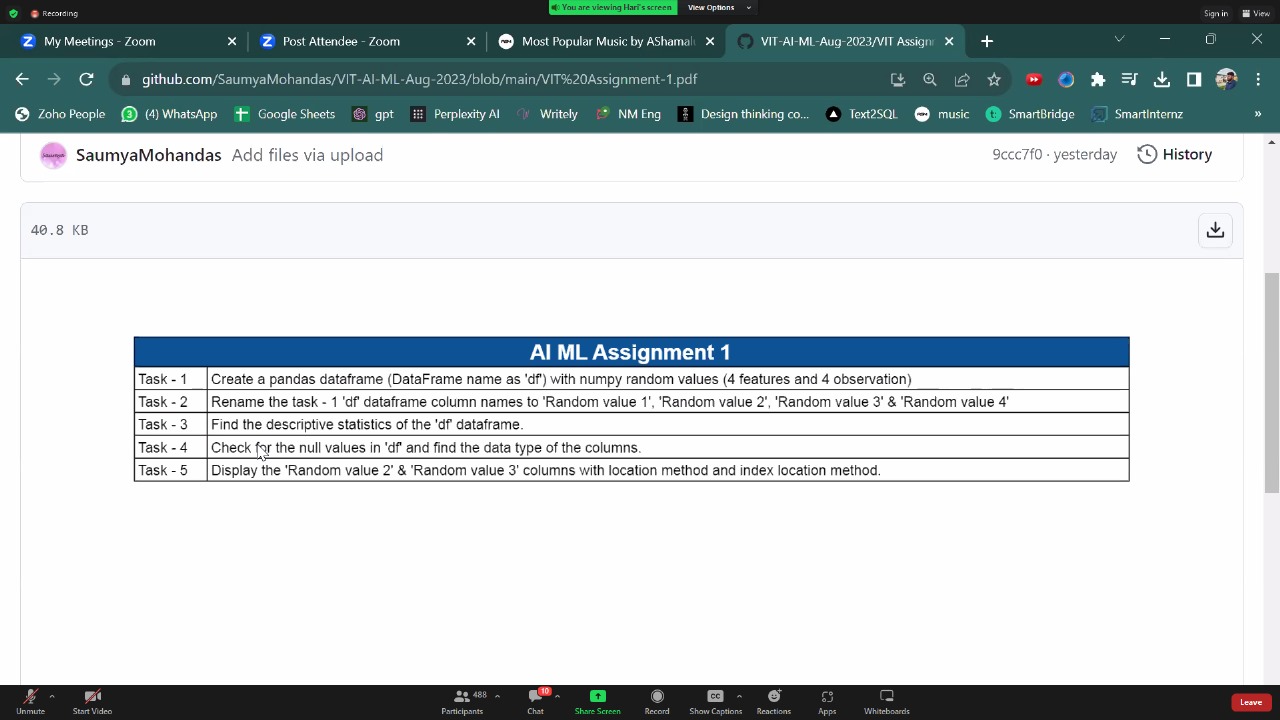 Recording
You are viewing Hari's screen
View Options
Sign in
View
My Meetings - Zoom
Post Attendee - Zoom
Most Popular Music by AShamalu
VIT-AI-ML-Aug-2023/VIT Assignm
github.com/SaumyaMohandas/VIT-AI-ML-Aug-2023/blob/main/VIT%20Assignment-1.pdf
Zoho People
(4) WhatsApp
Google Sheets
gpt
Perplexity AI
Writely
NM Eng
Design thinking co...
Text2SQL
music
SmartBridge
SmartInternz
»
SaumyaMohandas Add files via upload
9ccc7f0 · yesterday
History
40.8 KB
AI ML Assignment 1
Task - 1 Create a pandas dataframe (DataFrame name as 'df') with numpy random values (4 features and 4 observation)
Task - 2 Rename the task - 1 'df' dataframe column names to 'Random value 1', 'Random value 2', 'Random value 3' & 'Random value 4'
Task - 3 Find the descriptive statistics of the 'df' dataframe.
Task - 4 Check for the null values in 'df' and find the data type of the columns.
Task - 5 Display the 'Random value 2' & 'Random value 3' columns with location method and index location method.
Unmute
Start Video
488
Participants
10
Chat
Share Screen
Record
CC
Show Captions
Reactions
Apps
Whiteboards
Leave